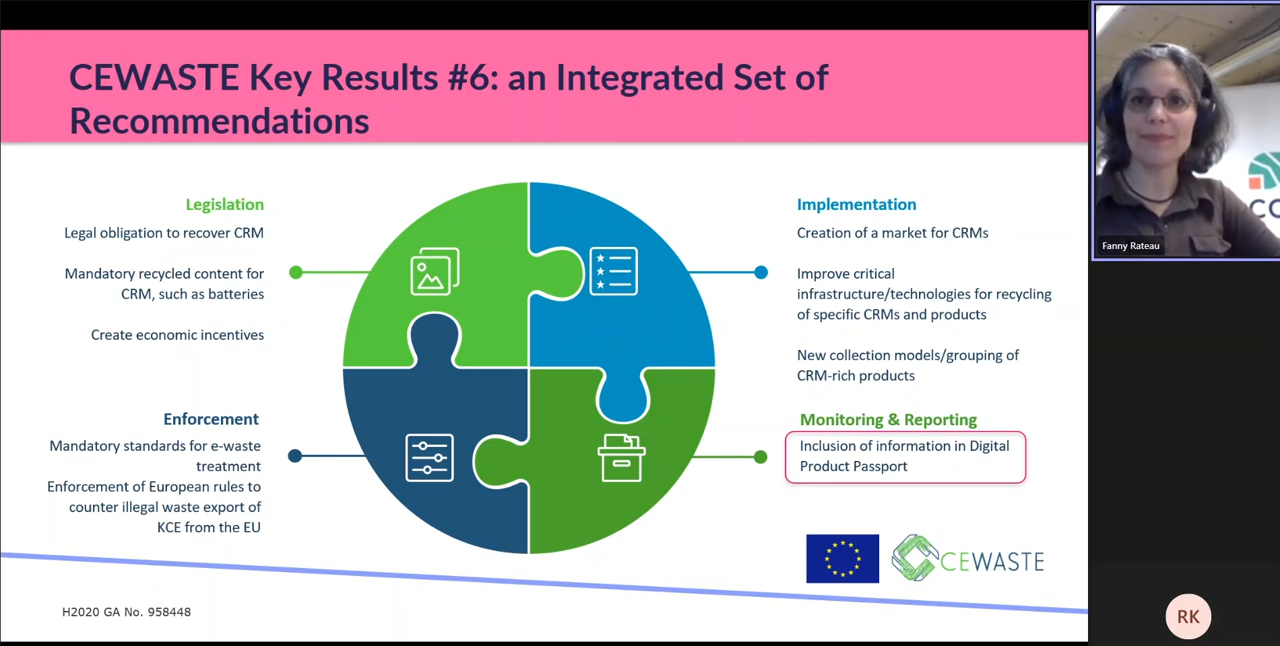 CEWASTE Key Results #6: an Integrated Set of
Recommendations
Legislation
Legal obligation to recover CRM
Mandatory recycled content for
CRM, such as batteries
Create economic incentives
Implementation
Creation of a market for CRMs
Improve critical
infrastructure/technologies for recycling
of specific CRMs and products
New collection models/grouping of
CRM-rich products
Enforcement
Mandatory standards for e-waste
treatment
Enforcement of European rules to
counter illegal waste export of
KCE from the EU
Monitoring & Reporting
Inclusion of information in Digital
Product Passport
CEWASTE
H2020 GA No. 958448
Fanny Rateau
RK